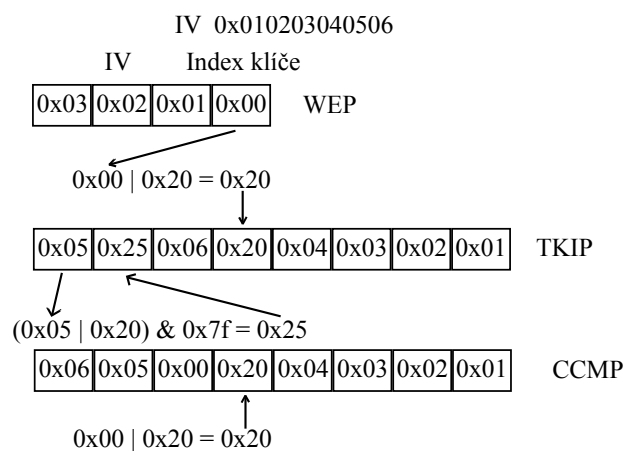 IV 0x010203040506
IV Index klíče
0x03 0x02 0x01 0x00 WEP
0x00 | 0x20 = 0x20
0x05 0x25 0x06 0x20 0x04 0x03 0x02 0x01 TKIP
(0x05 | 0x20) & 0x7f = 0x25
0x06 0x05 0x00 0x20 0x04 0x03 0x02 0x01 CCMP
0x00 | 0x20 = 0x20